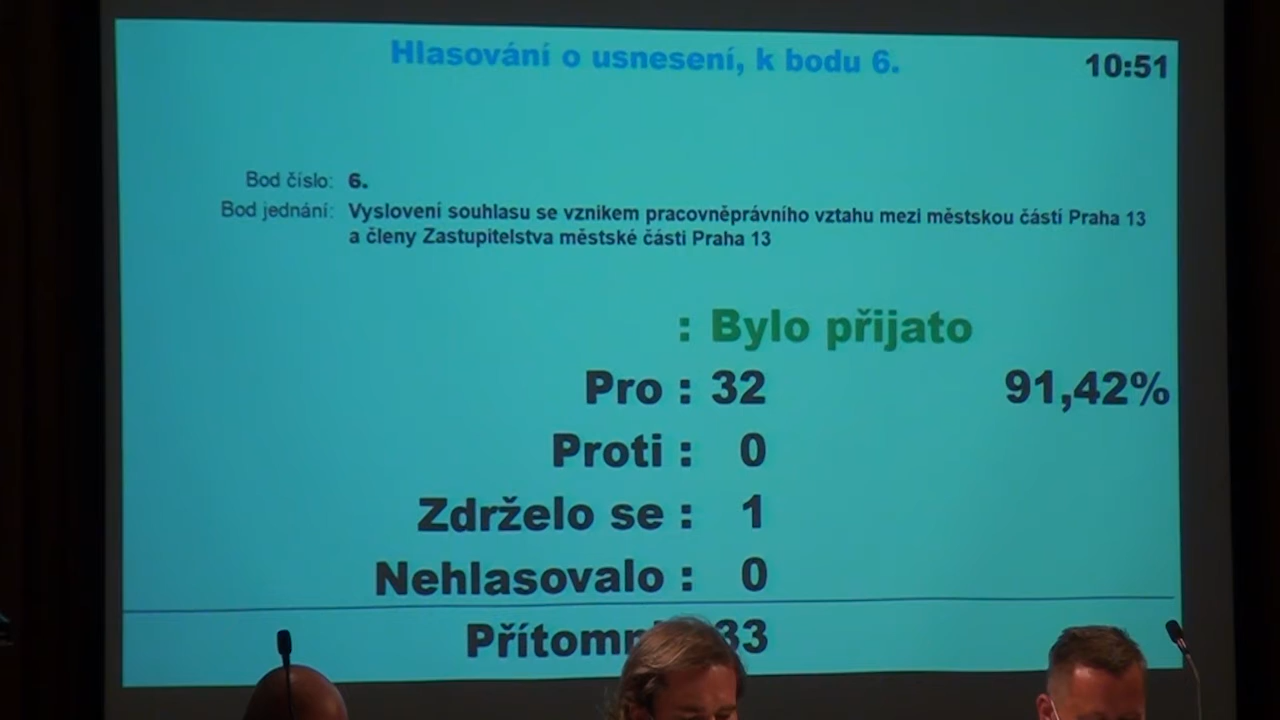 Hlasování o usnesení, k bodu 6.
10:51
Bod číslo: 6.
Bod jednání: Vyslovení souhlasu se vznikem pracovněprávního vztahu mezi městskou částí Praha 13
a členy Zastupitelstva městské části Praha 13
: Bylo přijato
Pro : 32 91,42%
Proti : 0
Zdrželo se : 1
Nehlasovalo : 0
33